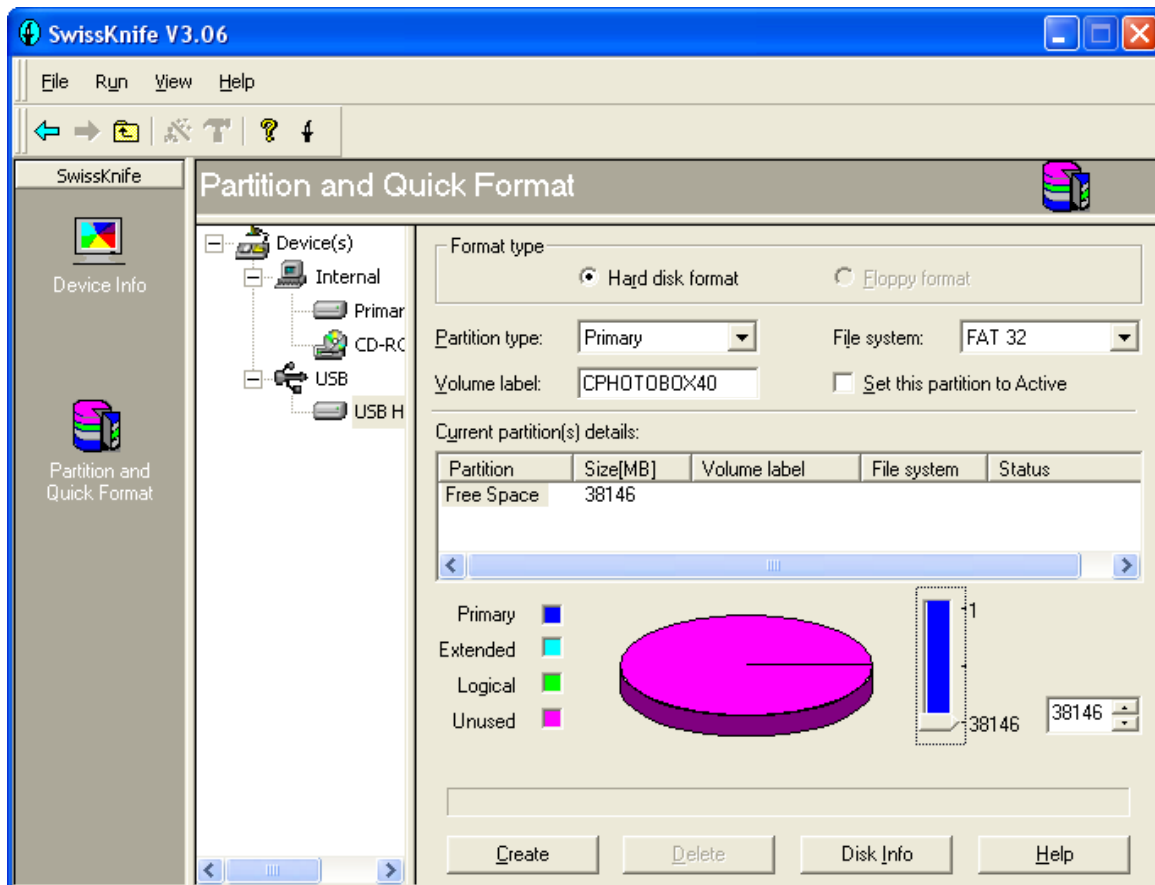 SwissKnife V3.06
File Run View Help
SwissKnife
Device Info
Partition and
Quick Format
Partition and Quick Format
Device(s)
Internal
Primar
CD-RO
USB
USB H
Format type
Hard disk format
Floppy format
Partition type:
Primary
File system:
FAT 32
Volume label:
CPHOTOBOX40
Set this partition to Active
Current partition(s) details:
Partition Size[MB] Volume label File system Status
Free Space 38146
Primary
Extended
Logical
Unused
1
38146
38146
Create Delete Disk Info Help